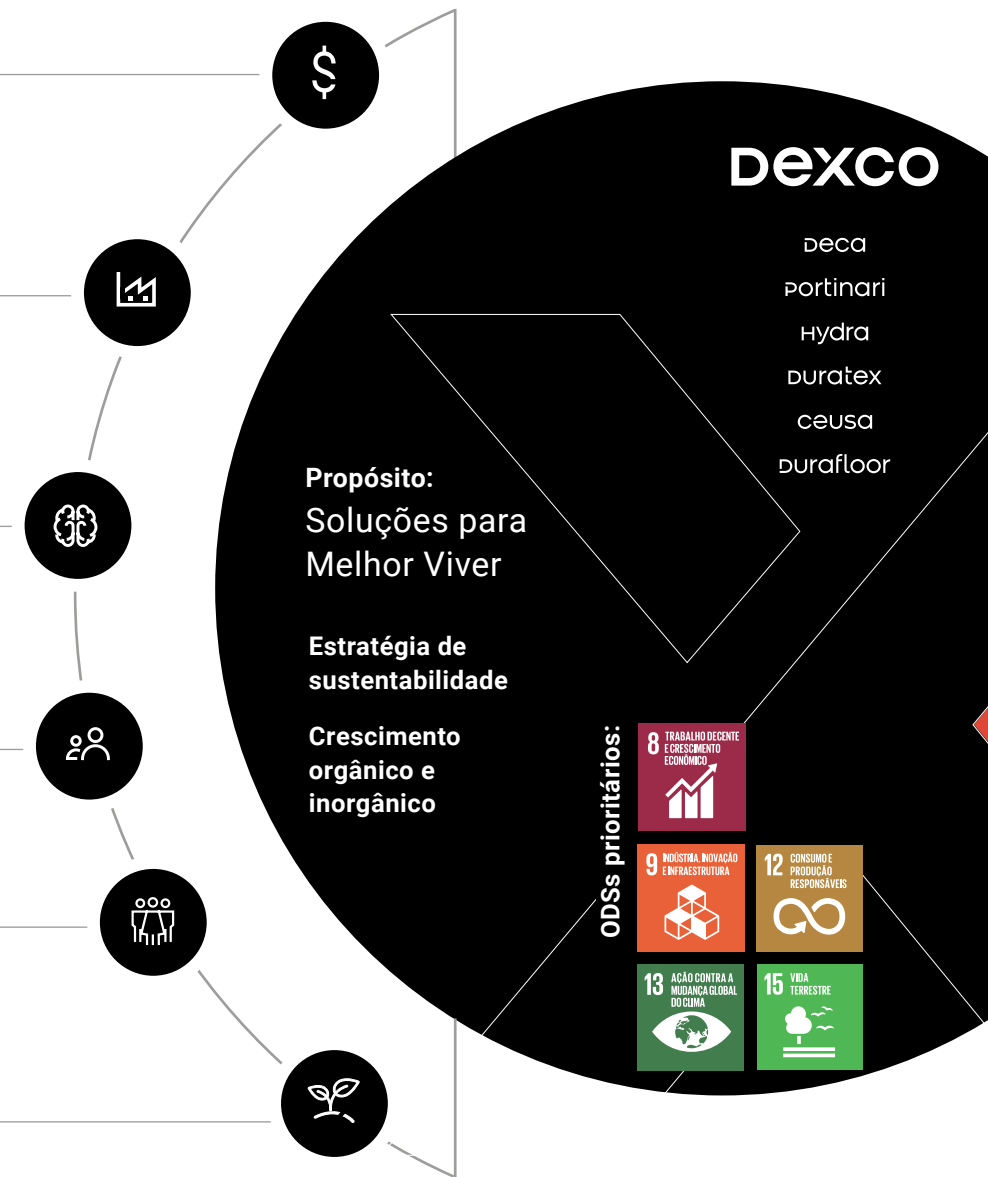 $
Dexco
Deca
Portinari
Hydra
Duratex
ceusa
Durafloor
Propósito:
Soluções para
Melhor Viver
Estratégia de
sustentabilidade
Crescimento
orgânico e
inorgânico
ODSs prioritários:
8 TRABALHO DECENTE
E CRESCIMENTO
ECONÔMICO
9 INDÚSTRIA, INOVAÇÃO
E INFRAESTRUTURA
12 CONSUMO E
PRODUÇÃO
RESPONSÁVEIS
13 AÇÃO CONTRA A
MUDANÇA GLOBAL
DO CLIMA
15 VIDA
TERRESTRE